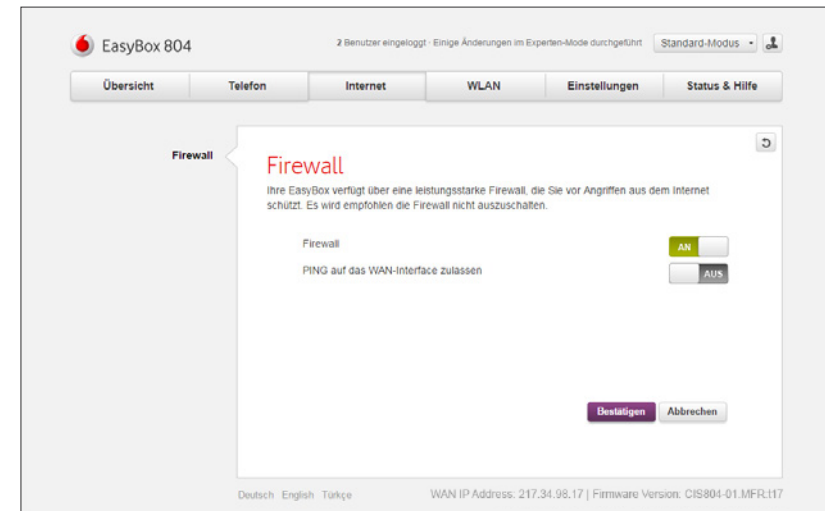 EasyBox 804
2 Benutzer eingeloggt - Einige Änderungen im Experten-Mode durchgeführt
Standard-Modus
Übersicht Telefon Internet WLAN Einstellungen Status & Hilfe
Firewall
Firewall
Ihre EasyBox verfügt über eine leistungsstarke Firewall, die Sie vor Angriffen aus dem Internet
schützt. Es wird empfohlen die Firewall nicht auszuschalten.
Firewall AN
PING auf das WAN-Interface zulassen AUS
Bestätigen Abbrechen
Deutsch English Türkçe WAN IP Address: 217.34.98.17 | Firmware Version: CIS804-01.MFR.t17